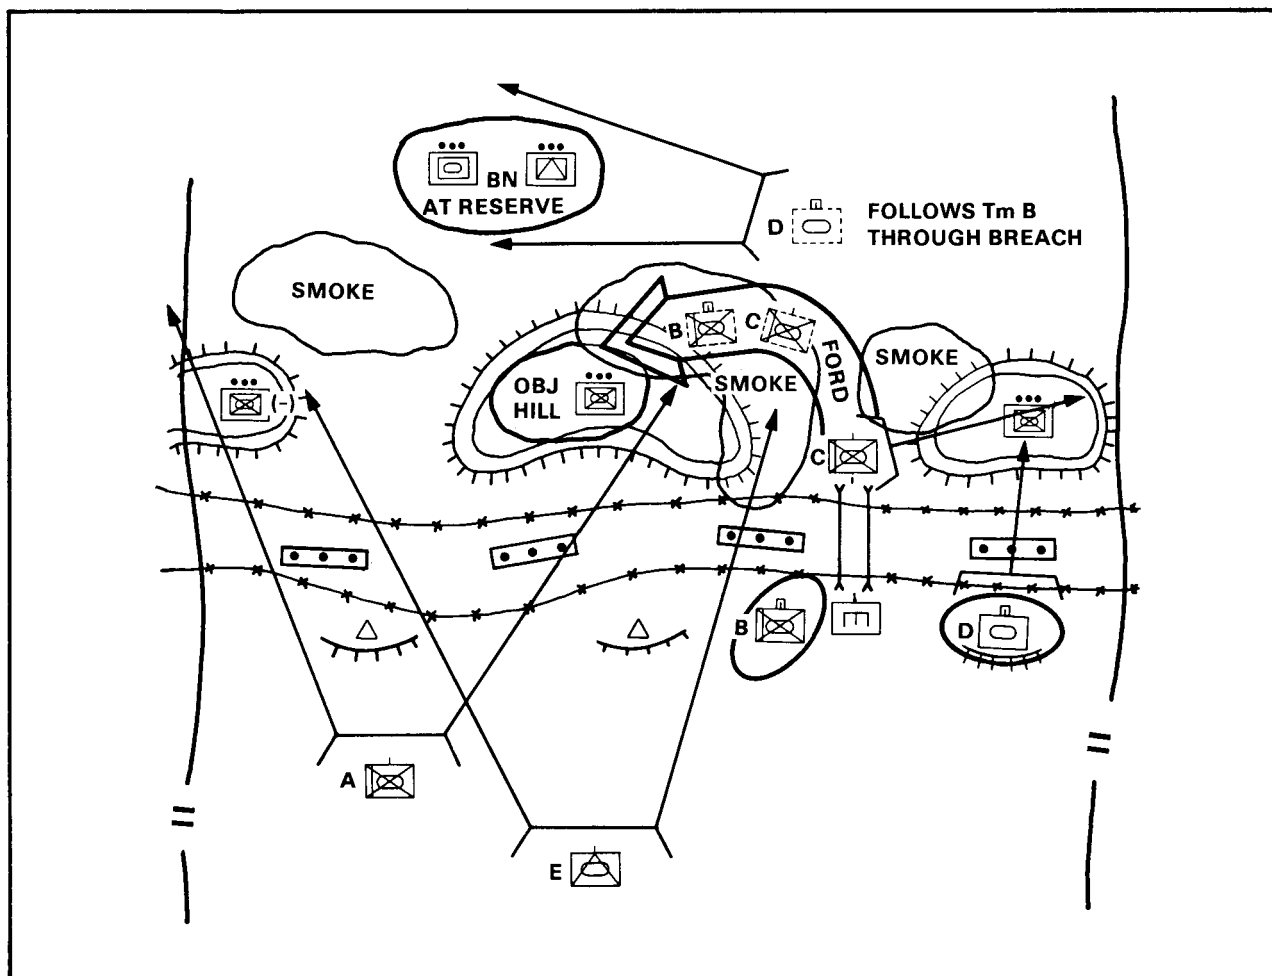 BN
AT RESERVE
D
FOLLOWS Tm B
THROUGH BREACH
SMOKE
B
C
FORD
SMOKE
OBJ
HILL
SMOKE
C
B
E
D
A
E